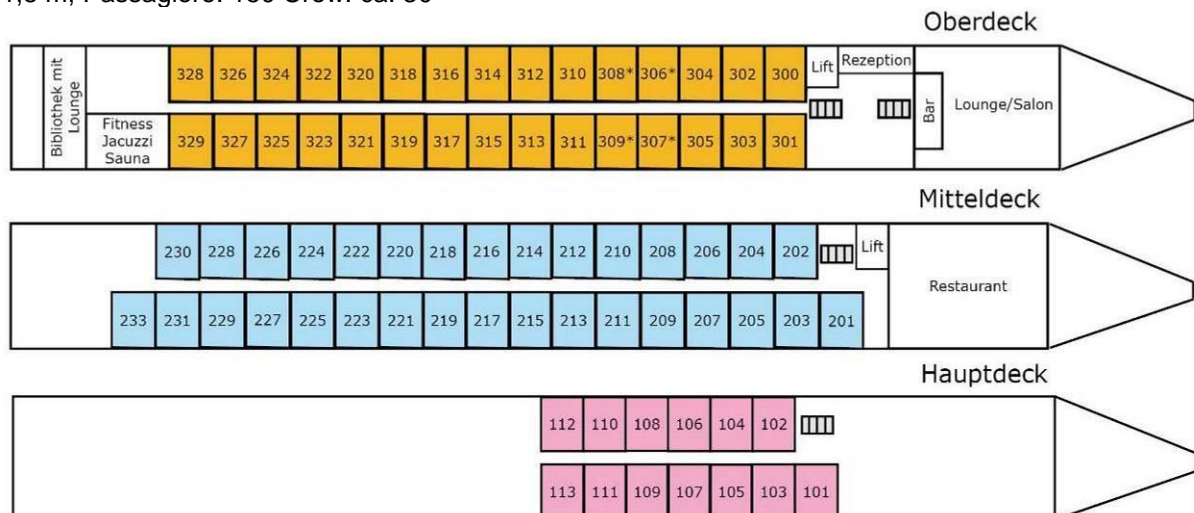 Oberdeck
Bibliothek mit
Lounge
Fitness
Jacuzzi
Sauna
328 326 324 322 320 318 316 314 312 310 308* 306* 304 302 300
329 327 325 323 321 319 317 315 313 311 309* 307* 305 303 301
Lift
Rezeption
Bar
Lounge/Salon
Mitteldeck
230 228 226 224 222 220 218 216 214 212 210 208 206 204 202
Lift
233 231 229 227 225 223 221 219 217 215 213 211 209 207 205 203 201
Restaurant
Hauptdeck
112 110 108 106 104 102
113 111 109 107 105 103 101